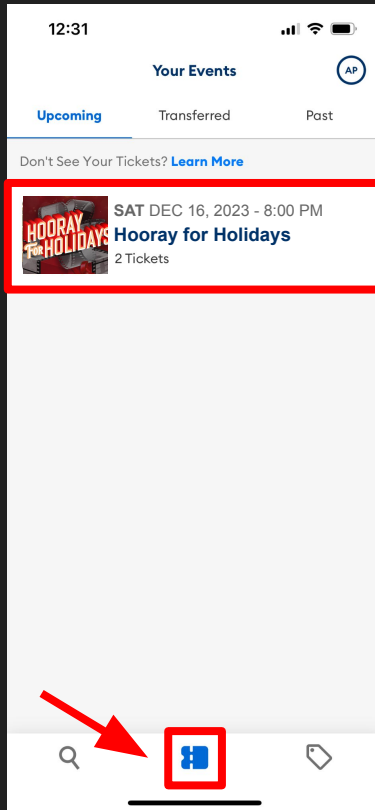 12:31
Your Events
AP
Upcoming Transferred Past
Don't See Your Tickets? Learn More
HOORAY
FOR HOLIDAYS
SAT DEC 16, 2023 - 8:00 PM
Hooray for Holidays
2 Tickets